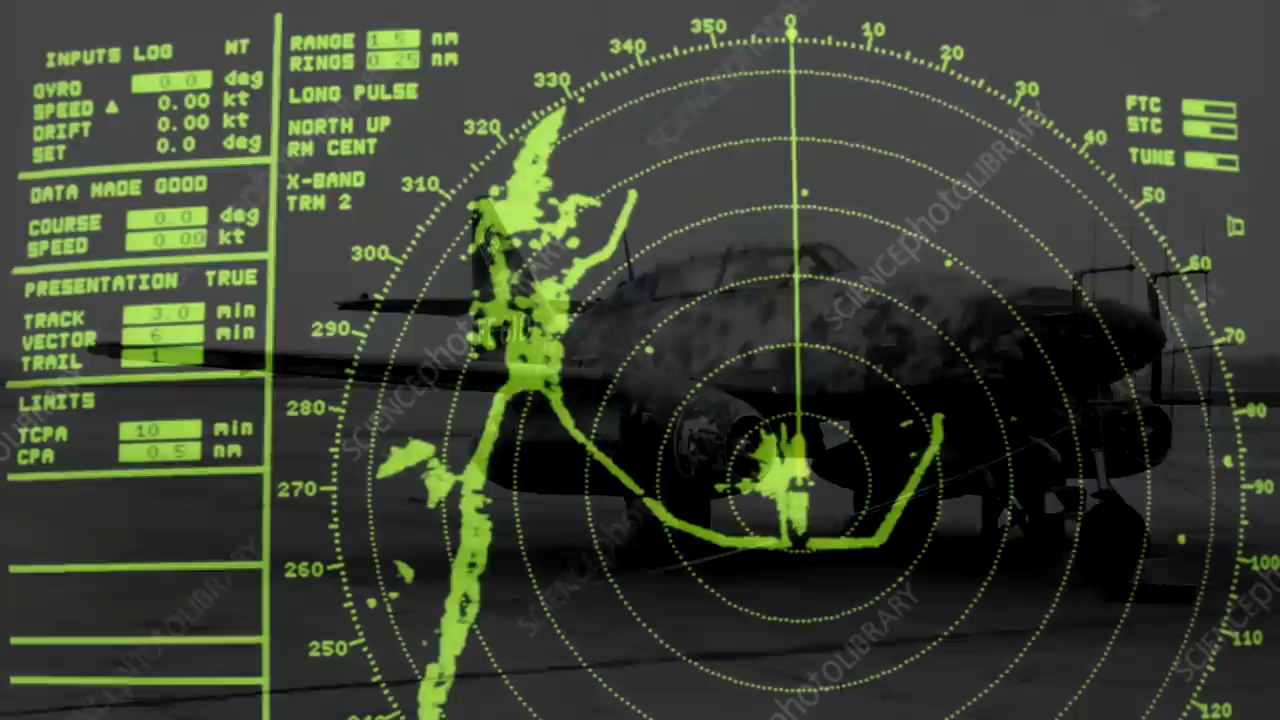 INPUTS LOG MT
GYRO 0.0 deg
SPEED ▲ 0.00 kt
DRIFT 0.00 kt
SET 0.0 deg
DATA MADE GOOD
COURSE 0.0 deg
SPEED 0.00 kt
PRESENTATION TRUE
TRACK 3.0 min
VECTOR 6 min
TRAIL 1
LIMITS
TCPA 10 min
CPA 0.5 nm
RANGE 1.5 nm
RINGS 0.25 nm
LONG PULSE
NORTH UP
RM CENT
X-BAND
TRM 2
FTC
STC
TUNE
250
260
270
280
290
300
310
320
330
340
350
0
10
20
30
40
50
60
70
80
90
100
110
120
SCIENCEphotoLIBRARY